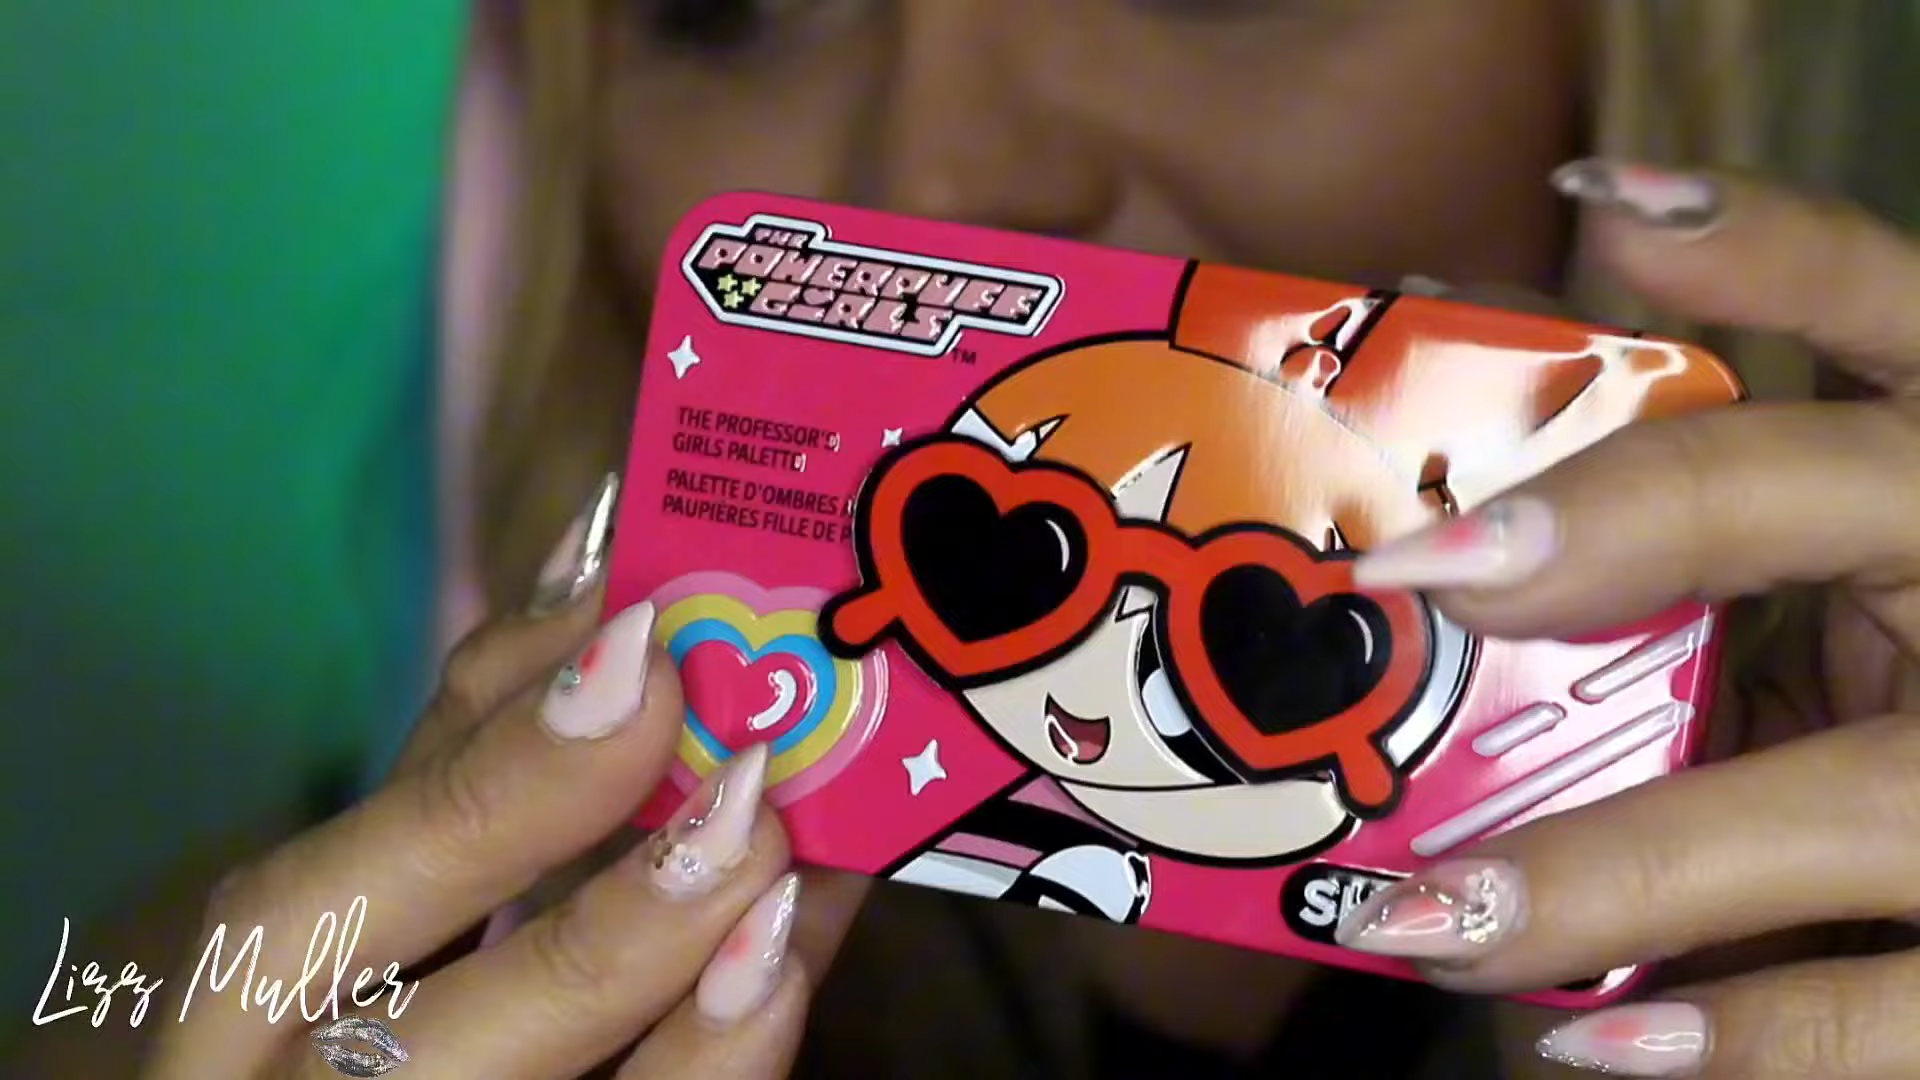 THE
POWERPUFF
GIRLS
TM
THE PROFESSOR'S
GIRLS PALETTE
PALETTE D'OMBRES À
PAUPIÈRES FILLE DE P
Lizz Muller